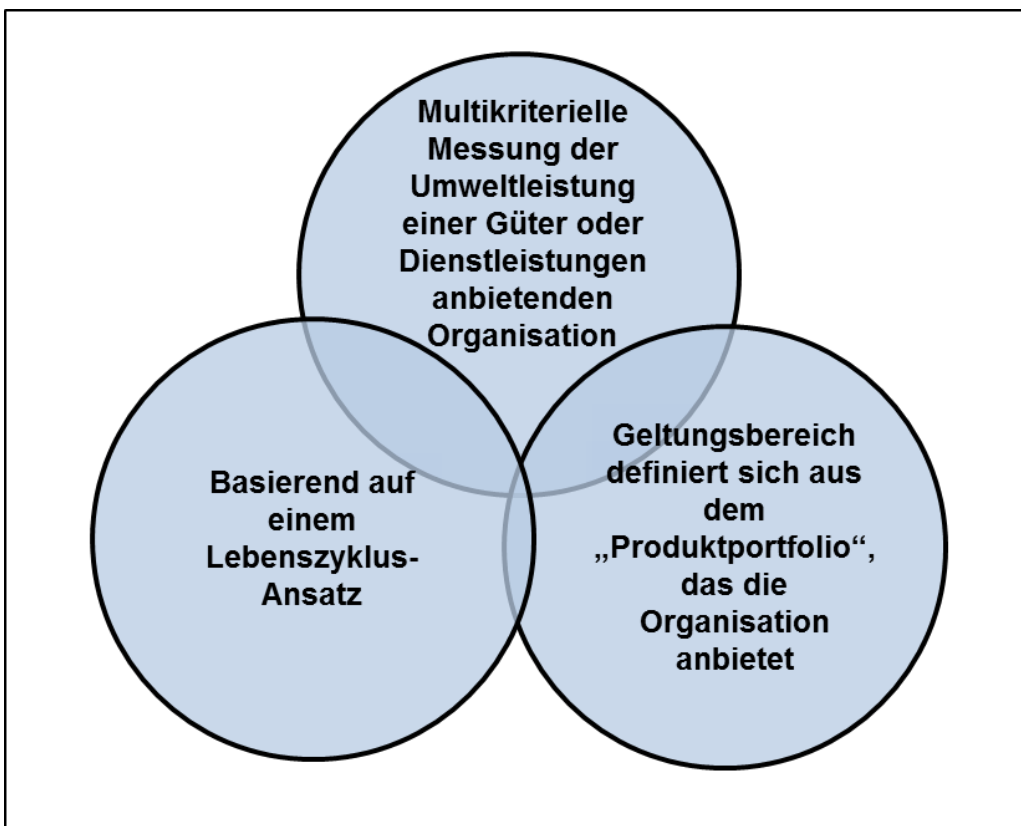 Multikriterielle
Messung der
Umweltleistung
einer Güter oder
Dienstleistungen
anbietenden
Organisation
Basierend auf
einem
Lebenszyklus-
Ansatz
Geltungsbereich
definiert sich aus
dem
„Produktportfolio“,
das die
Organisation
anbietet